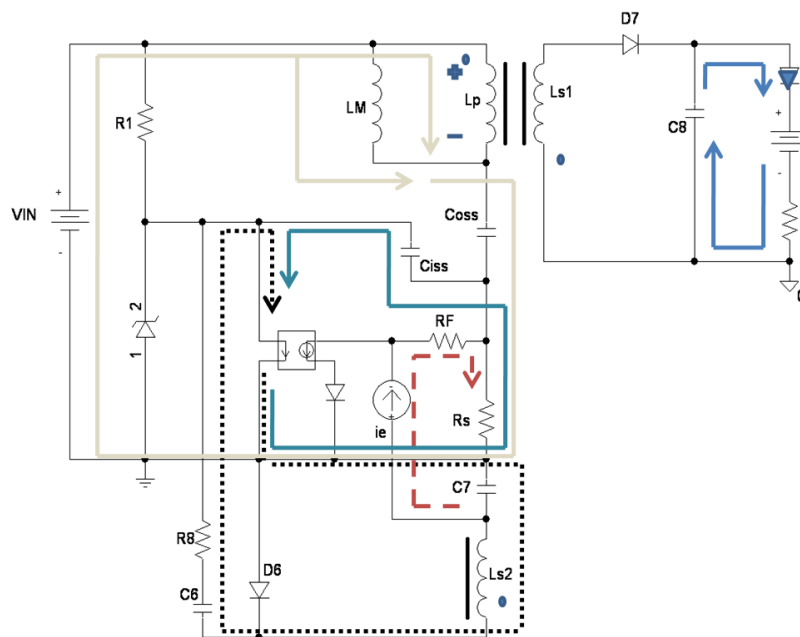 D7
R1
LM
Lp
Ls1
C8
+
-
VIN
+
-
Coss
Ciss
2
1
RF
Rs
-
+
ie
C7
R8
C6
D6
Ls2